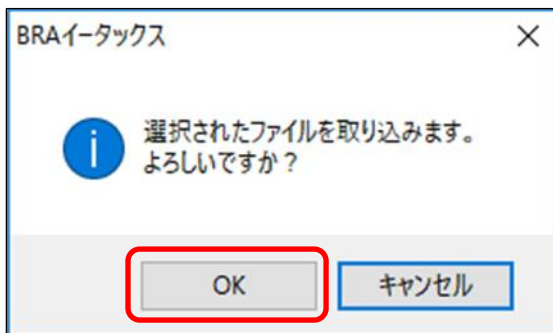 BRAイータックス
選択されたファイルを取り込みます。
よろしいですか？
OK
キャンセル